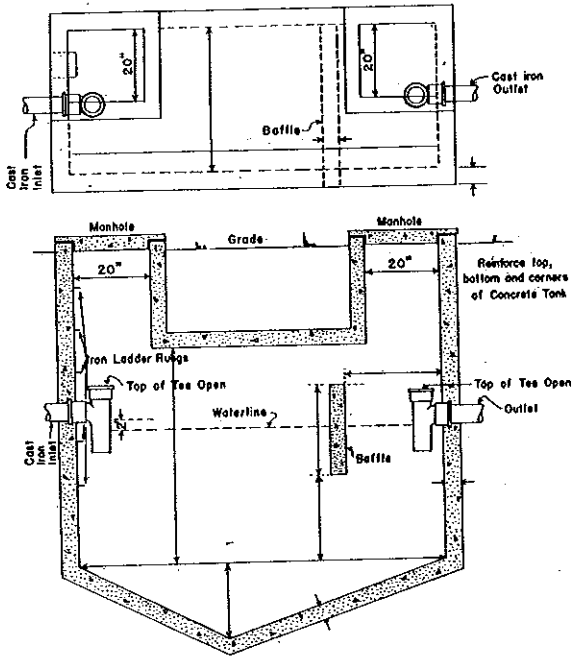 20"
20"
Cast iron
Outlet
Baffle
Cast
Iron
Inlet
Manhole
Manhole
Grade
20"
20"
Reinforce top,
bottom and corners
of Concrete Tank
Iron Ladder Rungs
Top of Tee Open
Top of Tee Open
Waterline
2"
Outlet
Cast
Iron
Inlet
Baffle